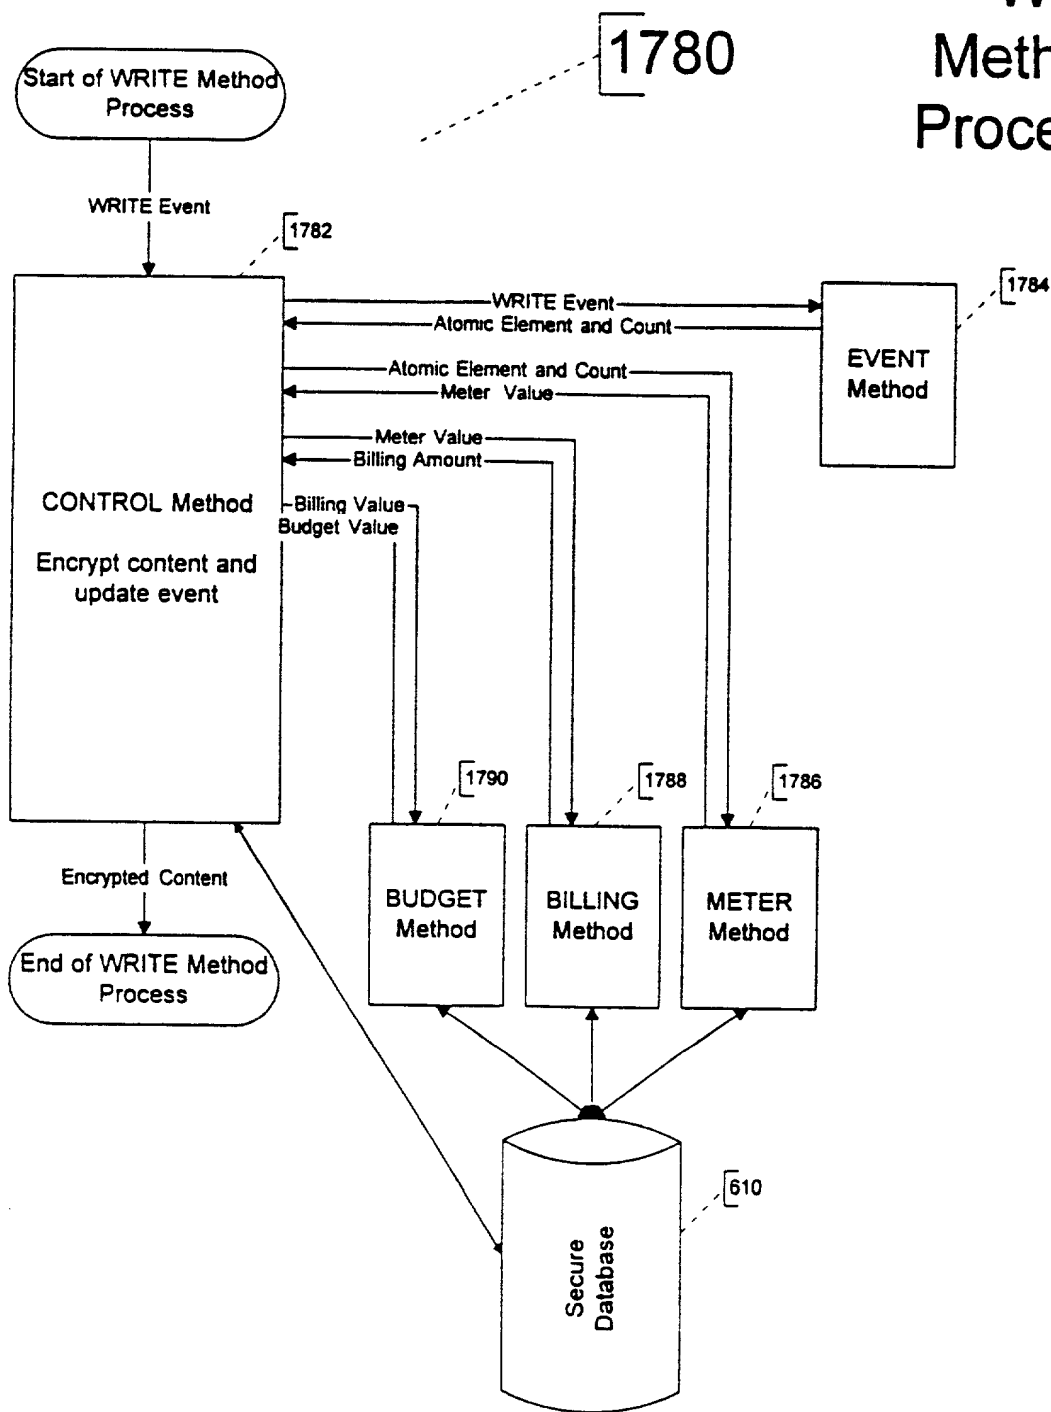 1780
Start of WRITE Method
Process
WRITE Event
1782
WRITE Event
Atomic Element and Count
1784
EVENT
Method
Atomic Element and Count
Meter Value
Meter Value
Billing Amount
CONTROL Method
Encrypt content and
update event
Billing Value
Budget Value
1790
1788
1786
Encrypted Content
BUDGET
Method
BILLING
Method
METER
Method
End of WRITE Method
Process
610
Secure
Database